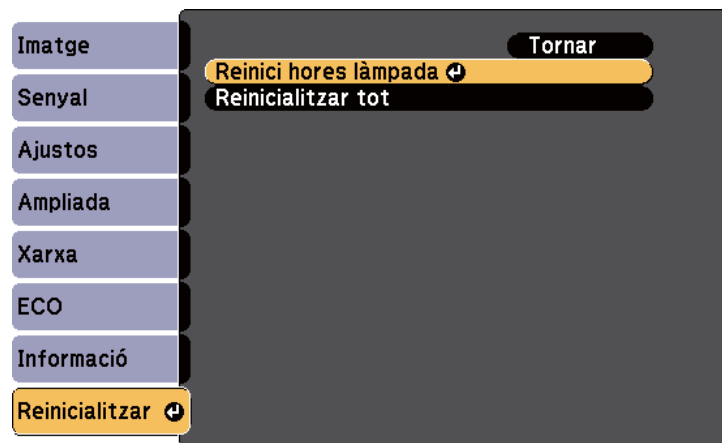 Imatge
Senyal
Ajustos
Ampliada
Xarxa
ECO
Informació
Reinicialitzar
Tornar
Reinici hores làmpada
Reinicialitzar tot